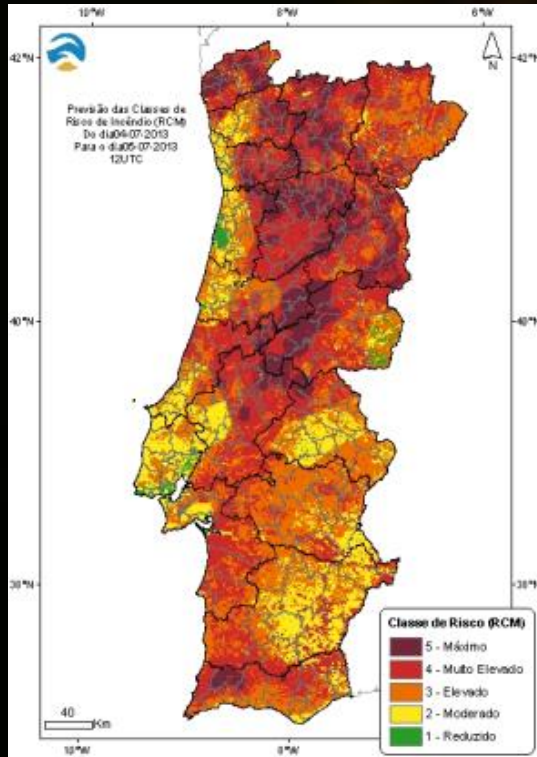 10°W 8°W 6°W
42°N 42°N
N
Previsão das Classes de
Risco de Incêndio (RCM)
Do dia04-07-2013
Para o dia05-07-2013
12UTC
40°N 40°N
38°N 38°N
Classe de Risco (RCM)
5 - Máximo
4 - Muito Elevado
3 - Elevado
2 - Moderado
1 - Reduzido
40
Km
10°W 8°W